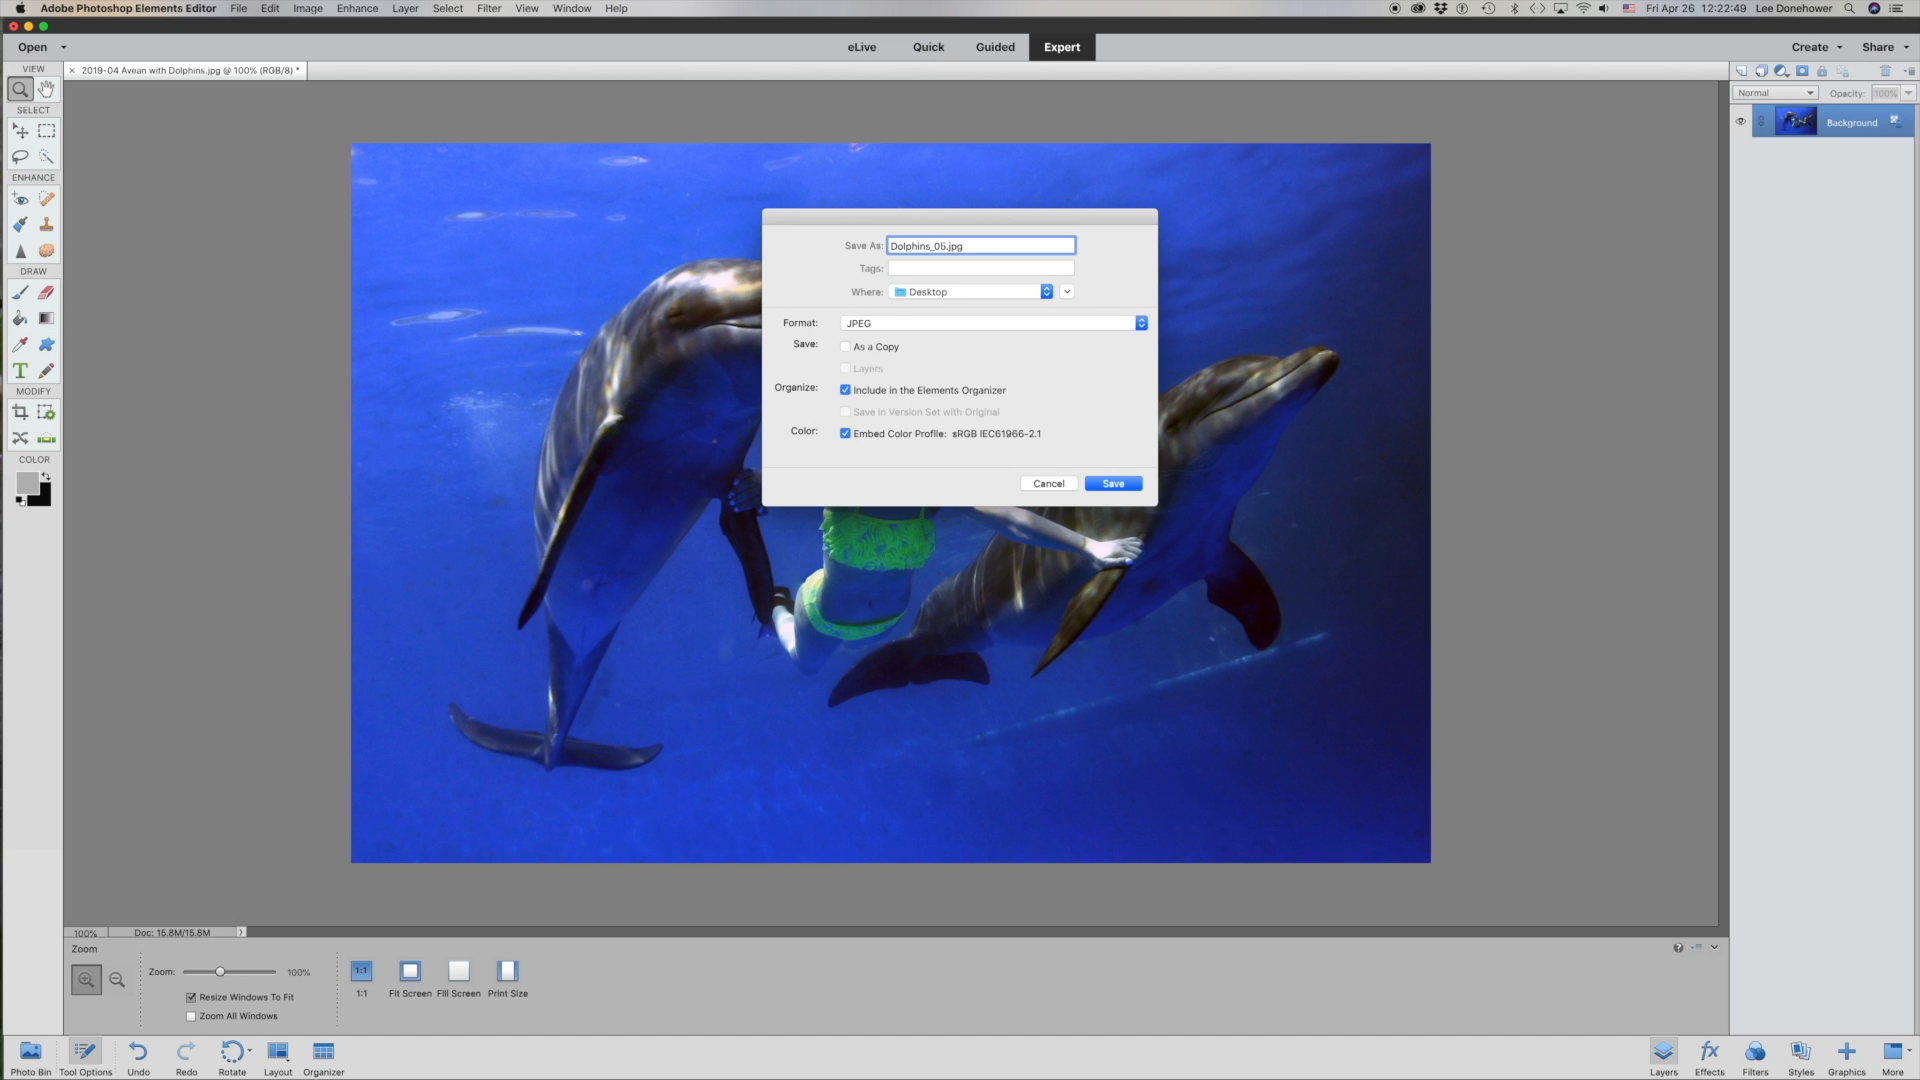 Adobe Photoshop Elements Editor File Edit Image Enhance Layer Select Filter View Window Help Fri Apr 26 12:22:49 Lee Donehower
Open eLive Quick Guided Expert Create Share
VIEW
× 2019-04 Avean with Dolphins.jpg @ 100% (RGB/8) *
Normal Opacity: 100%
SELECT
Background
ENHANCE
Save As: Dolphins_05.jpg
Tags:
Where: Desktop
DRAW
Format: JPEG
Save: As a Copy
Layers
T
MODIFY
Organize: Include in the Elements Organizer
Save in Version Set with Original
Color: Embed Color Profile: sRGB IEC61966-2.1
COLOR
Cancel Save
100% Doc: 15.8M/15.8M
Zoom
Zoom: 100% 1:1
1:1 Fit Screen Fill Screen Print Size
Resize Windows To Fit
Zoom All Windows
fx
Photo Bin Tool Options Undo Redo Rotate Layout Organizer Layers Effects Filters Styles Graphics More